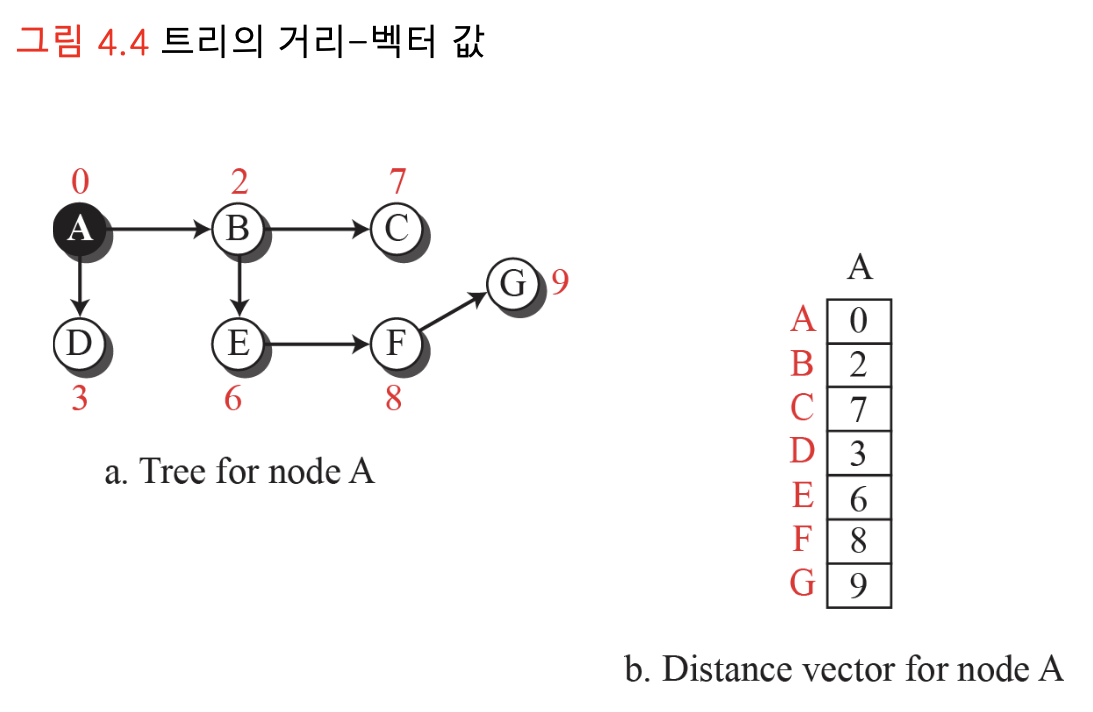 그림 4.4 트리의 거리-벡터 값
0 2 7
A B C
G 9
D E F
3 6 8
a. Tree for node A
A
A 0
B 2
C 7
D 3
E 6
F 8
G 9
b. Distance vector for node A